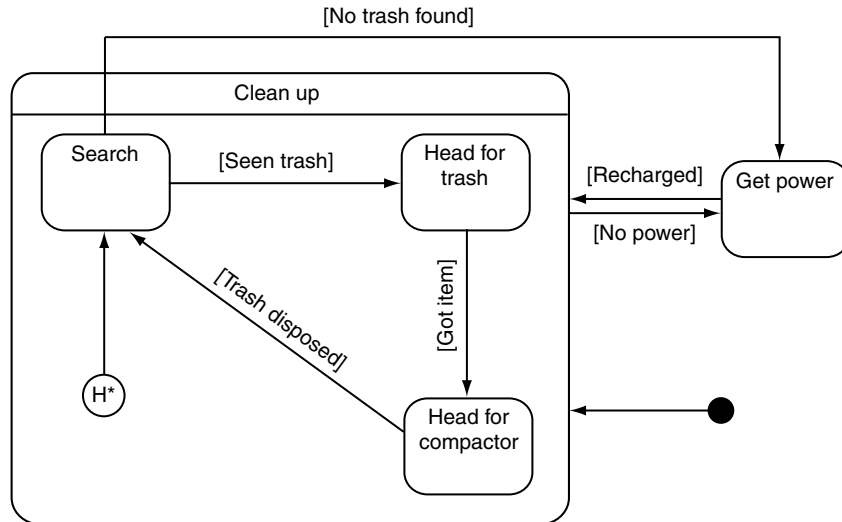 [No trash found]
Clean up
Search
[Seen trash]
Head for
trash
[Recharged]
Get power
[No power]
[Trash disposed]
[Got item]
H*
Head for
compactor